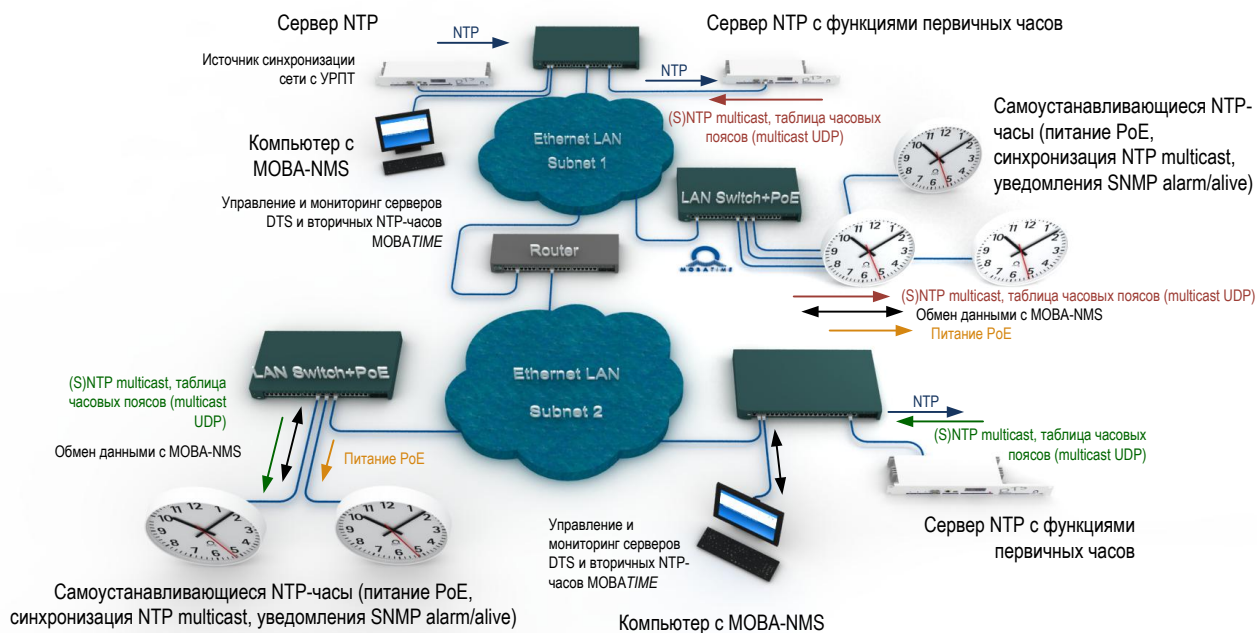 Сервер NTP
NTP
Сервер NTP с функциями первичных часов
Источник синхронизации
сети с УРПТ
NTP
(S)NTP multicast, таблица часовых
поясов (multicast UDP)
Компьютер с
MOBA-NMS
Ethernet LAN
Subnet 1
Самоустанавливающиеся NTP-
часы (питание PoE,
синхронизация NTP multicast,
уведомления SNMP alarm/alive)
LAN Switch+PoE
Управление и мониторинг серверов
DTS и вторичных NTP-часов
MOBATIME
Router
MOBATIME
(S)NTP multicast, таблица часовых поясов (multicast UDP)
Обмен данными с MOBA-NMS
Питание PoE
LAN Switch+PoE
(S)NTP multicast, таблица
часовых поясов (multicast
UDP)
Обмен данными с MOBA-NMS
Питание PoE
Ethernet LAN
Subnet 2
NTP
(S)NTP multicast, таблица часовых
поясов (multicast UDP)
Сервер NTP с функциями
первичных часов
Управление и
мониторинг серверов
DTS и вторичных NTP-
часов MOBATIME
Компьютер с MOBA-NMS
Самоустанавливающиеся NTP-часы (питание PoE,
синхронизация NTP multicast, уведомления SNMP alarm/alive)